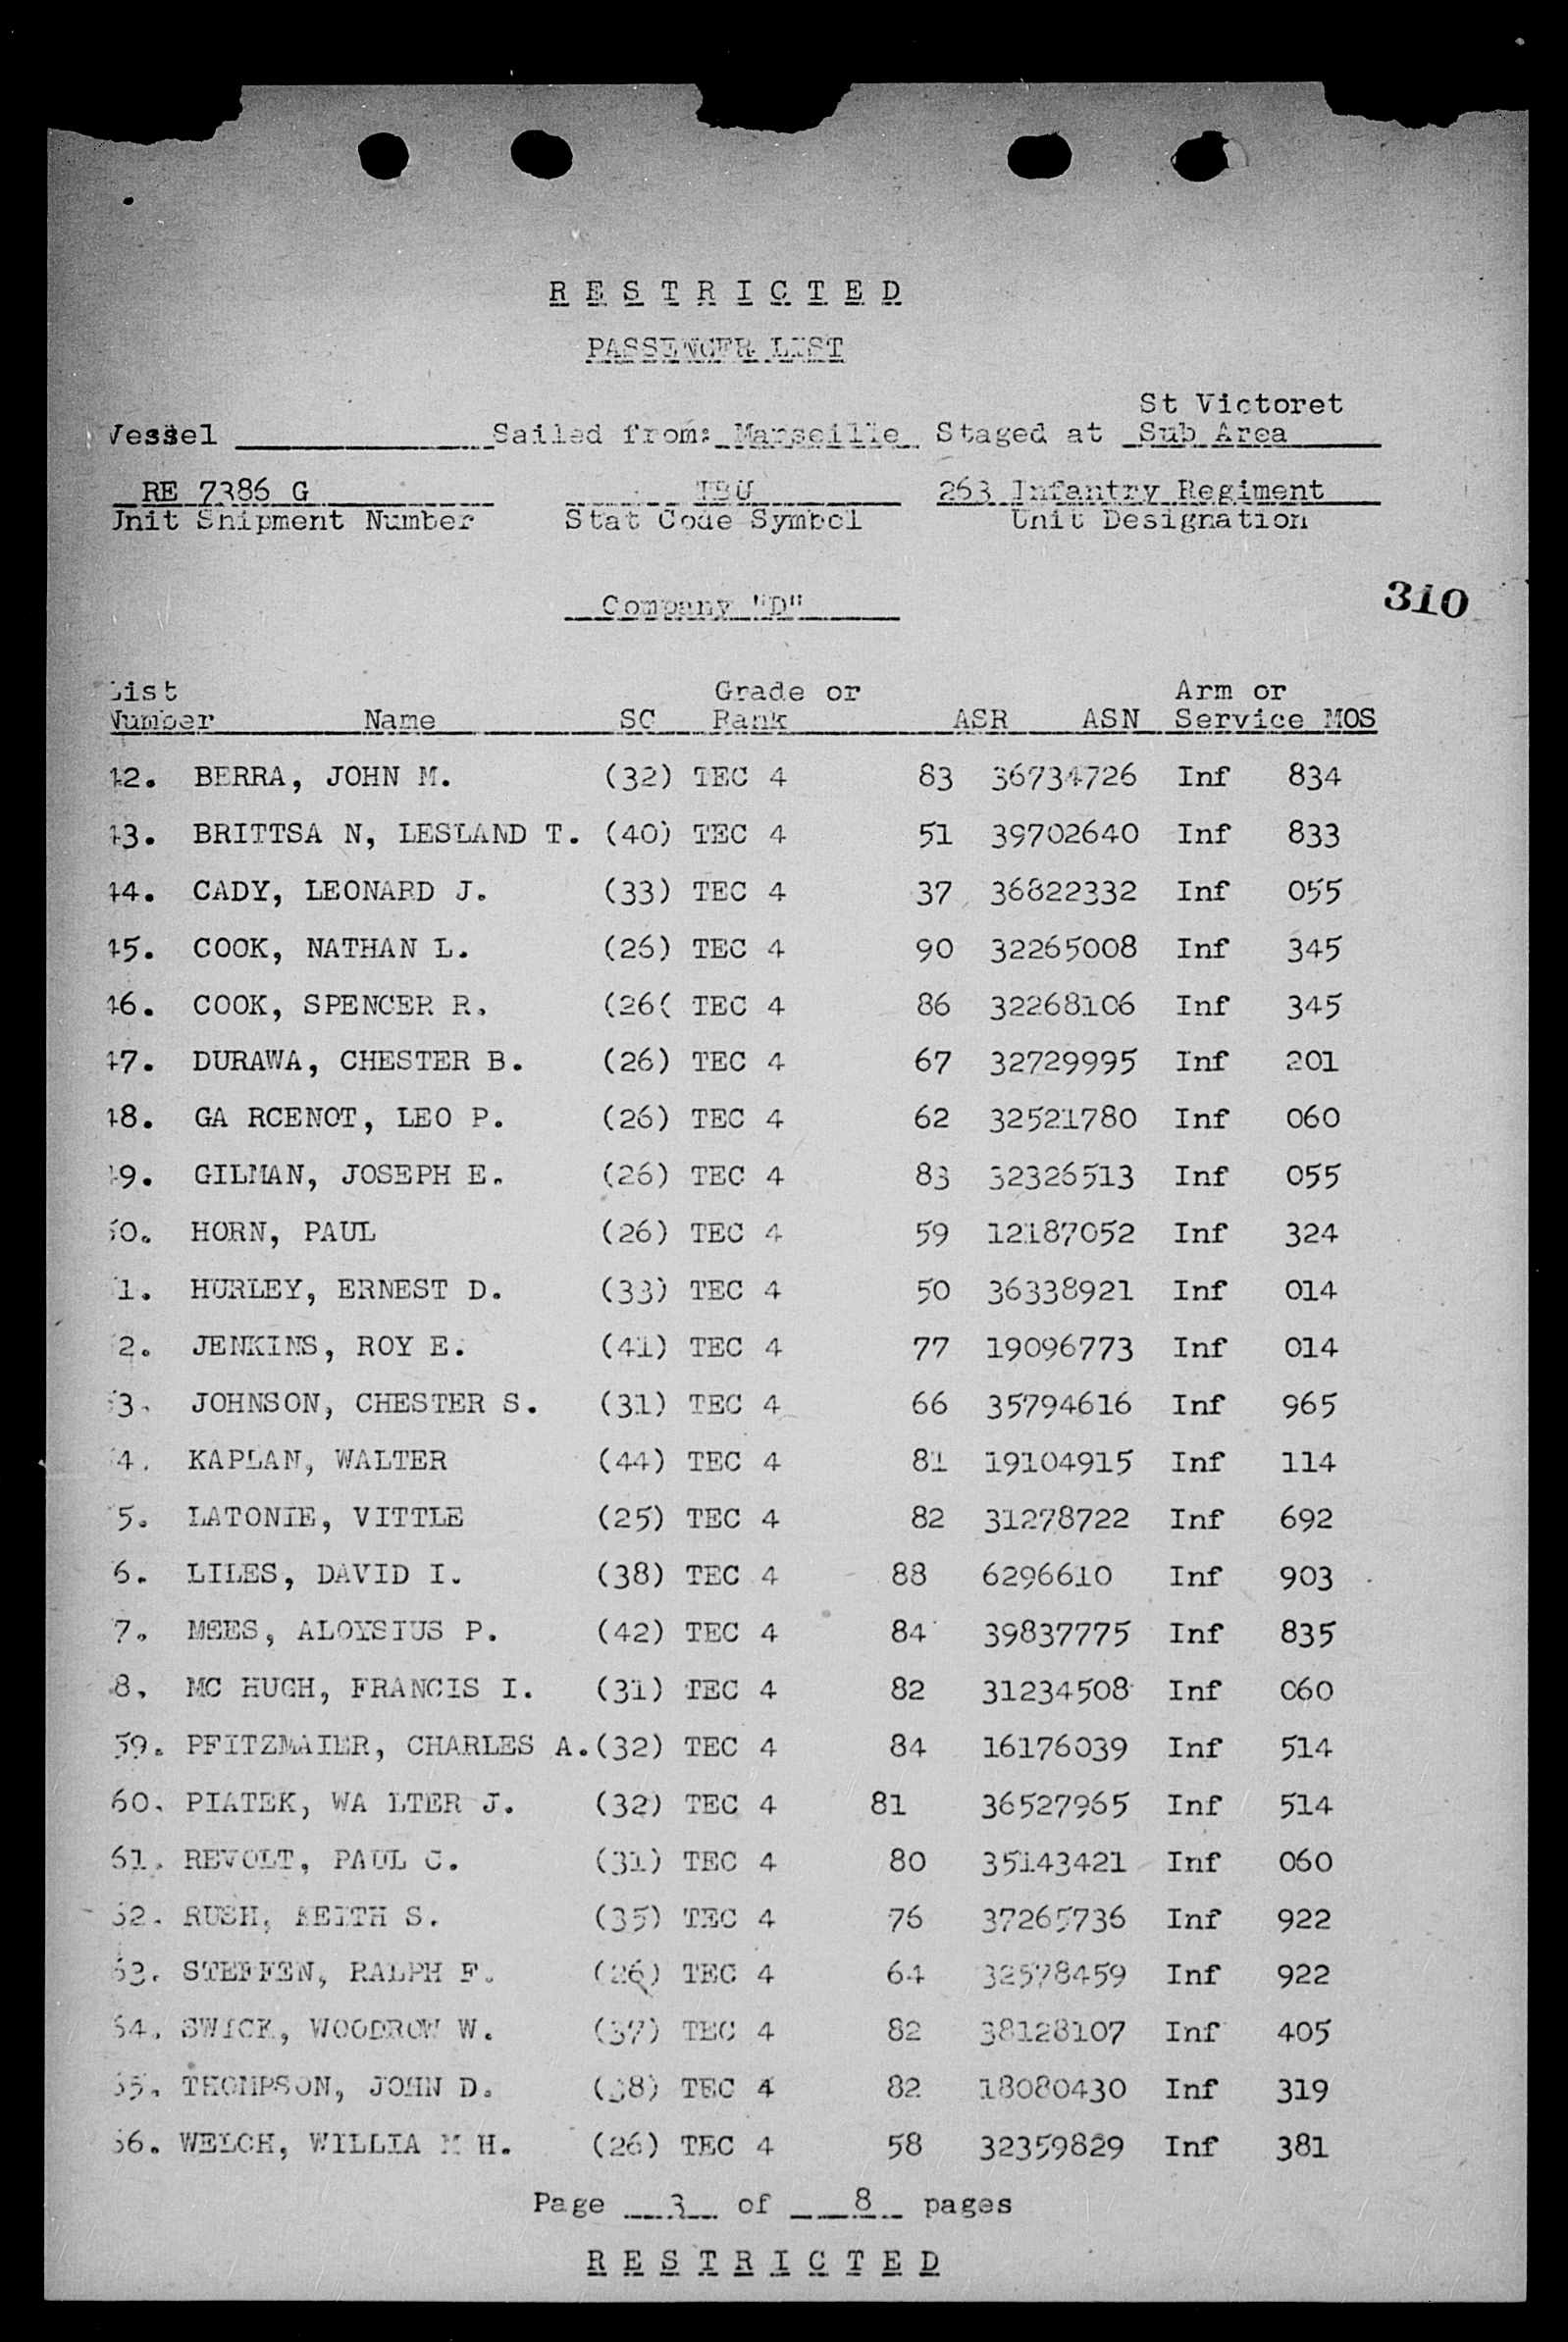 R E S T R I C T E D
PASSENGER LIST
St Victoret
Vessel Sailed from: Marseille Staged at Sub Area
RE 7386 G TBU 263 Infantry Regiment
Unit Shipment Number Stat Code Symbol Unit Designation
310
Company "D"
List Grade or Arm or
Number Name SC Rank ASR ASN Service MOS
42. BERRA, JOHN M. (32) TEC 4 83 36734726 Inf 834
43. BRITTSA N, LESLAND T. (40) TEC 4 51 39702640 Inf 833
44. CADY, LEONARD J. (33) TEC 4 37 36822332 Inf 055
45. COOK, NATHAN L. (26) TEC 4 90 32265008 Inf 345
46. COOK, SPENCER R. (26( TEC 4 86 32268106 Inf 345
47. DURAWA, CHESTER B. (26) TEC 4 67 32729995 Inf 201
48. GA RCENOT, LEO P. (26) TEC 4 62 32521780 Inf 060
49. GILMAN, JOSEPH E. (26) TEC 4 83 32326513 Inf 055
50. HORN, PAUL (26) TEC 4 59 12187052 Inf 324
1. HURLEY, ERNEST D. (33) TEC 4 50 36338921 Inf 014
2. JENKINS, ROY E. (41) TEC 4 77 19096773 Inf 014
53. JOHNSON, CHESTER S. (31) TEC 4 66 35794616 Inf 965
4. KAPLAN, WALTER (44) TEC 4 81 19104915 Inf 114
5. LATONIE, VITTLE (25) TEC 4 82 31278722 Inf 692
6. LILES, DAVID I. (38) TEC 4 88 6296610 Inf 903
7. MEES, ALOYSIUS P. (42) TEC 4 84 39837775 Inf 835
8. MC HUGH, FRANCIS I. (31) TEC 4 82 31234508 Inf 060
59. PFITZMAIER, CHARLES A. (32) TEC 4 84 16176039 Inf 514
60. PIATEK, WA LTER J. (32) TEC 4 81 36527965 Inf 514
61. REVOLT, PAUL C. (31) TEC 4 80 35143421 Inf 060
62. RUSH, KEITH S. (35) TEC 4 76 37265736 Inf 922
63. STEFFEN, RALPH F. (26) TEC 4 64 32578459 Inf 922
64. SWICK, WOODROW W. (37) TEC 4 82 38128107 Inf 405
65. THOMPSON, JOHN D. (38) TEC 4 82 18080430 Inf 319
66. WELCH, WILLIA M H. (26) TEC 4 58 32359829 Inf 381
Page 3 of 8 pages
R E S T R I C T E D